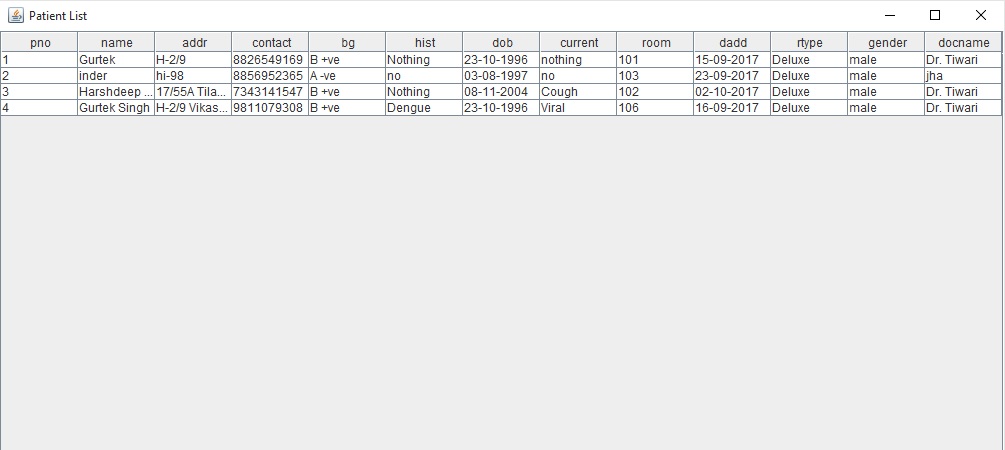 Patient List
pno name addr contact bg hist dob current room dadd rtype gender docname
1 Gurtek H-2/9 8826549169 B +ve Nothing 23-10-1996 nothing 101 15-09-2017 Deluxe male Dr. Tiwari
2 inder hi-98 8856952365 A -ve no 03-08-1997 no 103 23-09-2017 Deluxe male jha
3 Harshdeep ... 17/55A Tila... 7343141547 B +ve Nothing 08-11-2004 Cough 102 02-10-2017 Deluxe male Dr. Tiwari
4 Gurtek Singh H-2/9 Vikas... 9811079308 B +ve Dengue 23-10-1996 Viral 106 16-09-2017 Deluxe male Dr. Tiwari